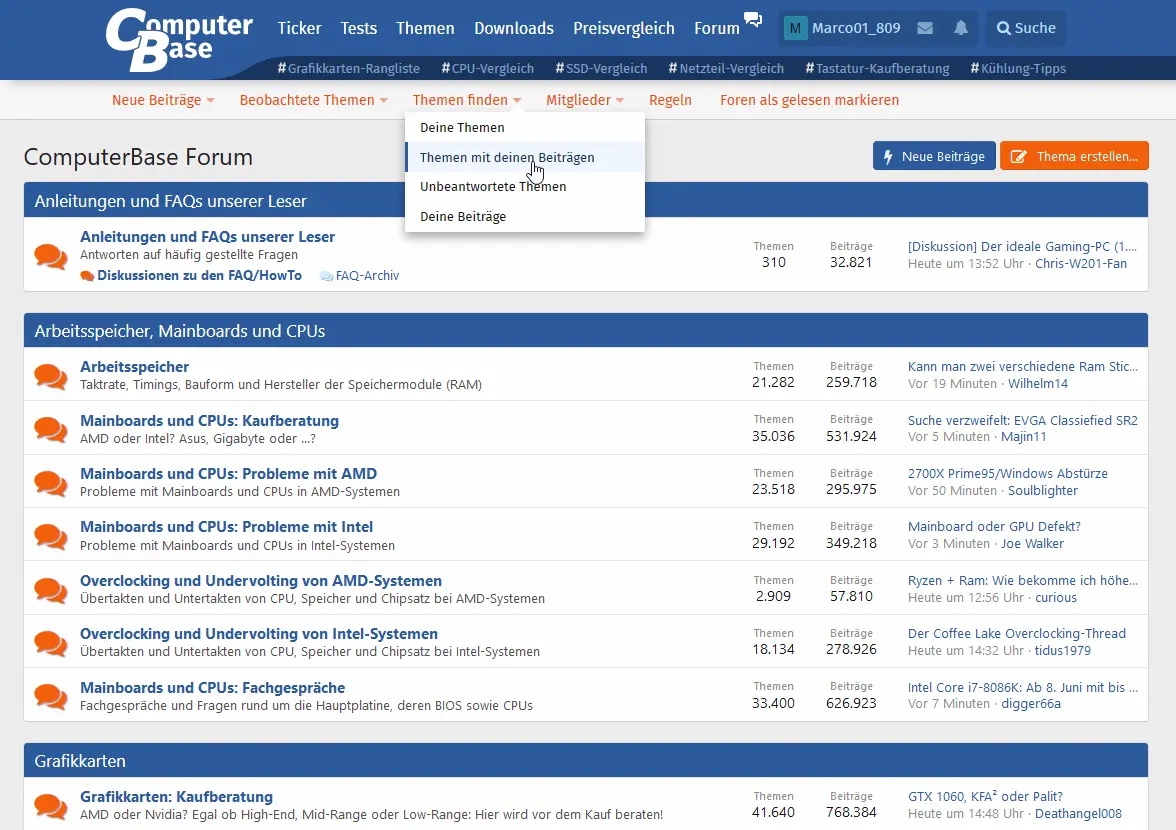 Computer Base
Ticker Tests Themen Downloads Preisvergleich Forum M Marco01_809 Suche
#Grafikkarten-Rangliste #CPU-Vergleich #SSD-Vergleich #Netzteil-Vergleich #Tastatur-Kaufberatung #Kühlung-Tipps
Neue Beiträge Beobachtete Themen Themen finden Mitglieder Regeln Foren als gelesen markieren
Deine Themen
Themen mit deinen Beiträgen
Unbeantwortete Themen
Deine Beiträge
ComputerBase Forum
Neue Beiträge Thema erstellen...
Anleitungen und FAQs unserer Leser
Anleitungen und FAQs unserer Leser
Antworten auf häufig gestellte Fragen
Diskussionen zu den FAQ/HowTo FAQ-Archiv
Themen Beiträge
310 32.821
[Diskussion] Der ideale Gaming-PC (1....
Heute um 13:52 Uhr · Chris-W201-Fan
Arbeitsspeicher, Mainboards und CPUs
Arbeitsspeicher
Taktrate, Timings, Bauform und Hersteller der Speichermodule (RAM)
Themen Beiträge
21.282 259.718
Kann man zwei verschiedene Ram Stic...
Vor 19 Minuten · Wilhelm14
Mainboards und CPUs: Kaufberatung
AMD oder Intel? Asus, Gigabyte oder ...?
Themen Beiträge
35.036 531.924
Suche verzweifelt: EVGA Classiefied SR2
Vor 5 Minuten · Majin11
Mainboards und CPUs: Probleme mit AMD
Probleme mit Mainboards und CPUs in AMD-Systemen
Themen Beiträge
23.518 295.975
2700X Prime95/Windows Abstürze
Vor 50 Minuten · Soulblighter
Mainboards und CPUs: Probleme mit Intel
Probleme mit Mainboards und CPUs in Intel-Systemen
Themen Beiträge
29.192 349.218
Mainboard oder GPU Defekt?
Vor 3 Minuten · Joe Walker
Overclocking und Undervolting von AMD-Systemen
Übertakten und Untertakten von CPU, Speicher und Chipsatz bei AMD-Systemen
Themen Beiträge
2.909 57.810
Ryzen + Ram: Wie bekomme ich höhe...
Heute um 12:56 Uhr · curious
Overclocking und Undervolting von Intel-Systemen
Übertakten und Untertakten von CPU, Speicher und Chipsatz bei Intel-Systemen
Themen Beiträge
18.134 278.926
Der Coffee Lake Overclocking-Thread
Heute um 14:32 Uhr · tidus1979
Mainboards und CPUs: Fachgespräche
Fachgespräche und Fragen rund um die Hauptplatine, deren BIOS sowie CPUs
Themen Beiträge
33.400 626.923
Intel Core i7-8086K: Ab 8. Juni mit bis ...
Vor 7 Minuten · digger66a
Grafikkarten
Grafikkarten: Kaufberatung
AMD oder Nvidia? Egal ob High-End, Mid-Range oder Low-Range: Hier wird vor dem Kauf beraten!
Themen Beiträge
41.640 768.384
GTX 1060, KFA² oder Palit?
Heute um 14:48 Uhr · Deathangel008